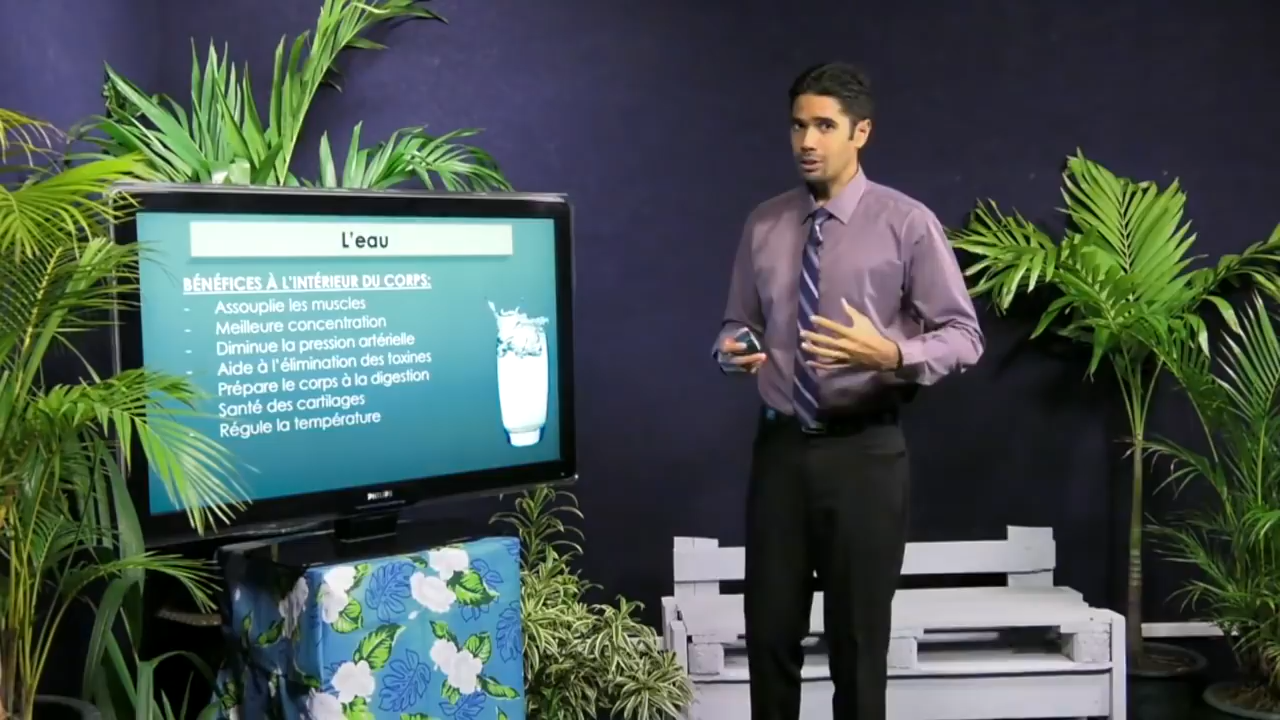 L'eau
BÉNÉFICES À L'INTÉRIEUR DU CORPS:
- Assouplie les muscles
- Meilleure concentration
- Diminue la pression artérielle
- Aide à l'élimination des toxines
- Prépare le corps à la digestion
Santé des cartilages
- Régule la température
PHILIPS